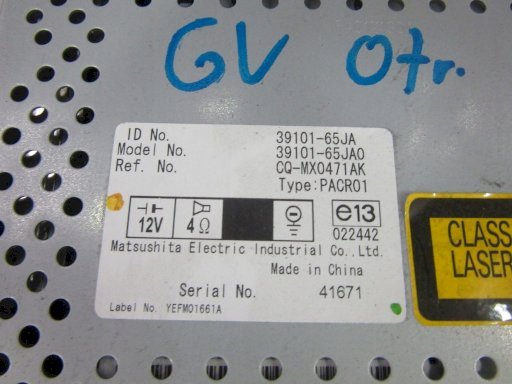 GV Otr.
ID No. 39101-65JA
Model No. 39101-65JA0
Ref. No. CQ-MX0471AK
Type:PACR01
12V 4Ω e13
022442
Matsushita Electric Industrial Co.,Ltd.
Made in China
Serial No. 41671
Label No. YEFM01661A
CLASS
LASER